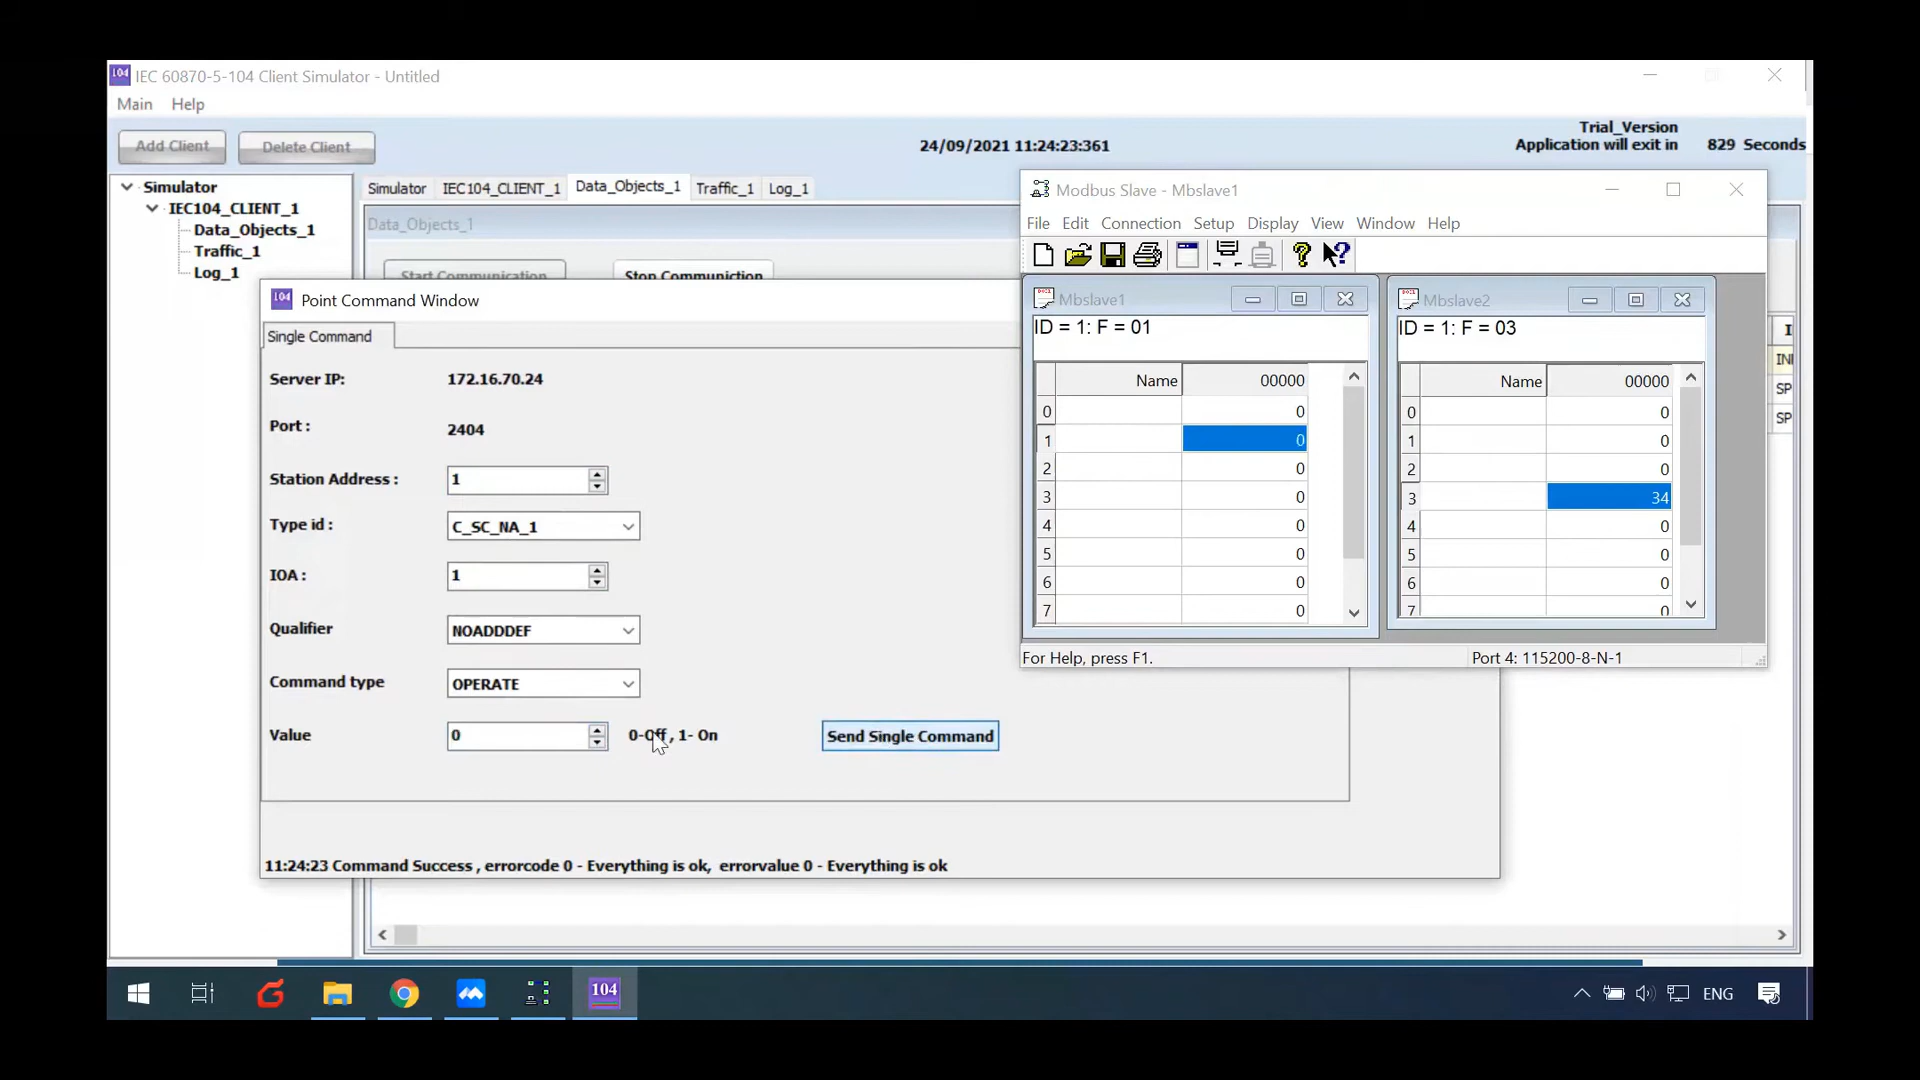 104 IEC 60870-5-104 Client Simulator - Untitled
Main Help
Add Client Delete Client
24/09/2021 11:24:23:361
Trial_Version
Application will exit in 829 Seconds
Simulator
IEC104_CLIENT_1
Data_Objects_1
Traffic_1
Log_1
Simulator IEC104_CLIENT_1 Data_Objects_1 Traffic_1 Log_1
Data_Objects_1
Start Communication Stop Communiction
104 Point Command Window
Single Command
Server IP: 172.16.70.24
Port : 2404
Station Address : 1
Type id : C_SC_NA_1
IOA : 1
Qualifier NOADDDEF
Command type OPERATE
Value 0 0-Off , 1- On Send Single Command
11:24:23 Command Success , errorcode 0 - Everything is ok, errorvalue 0 - Everything is ok
Modbus Slave - Mbslave1
File Edit Connection Setup Display View Window Help
Mbslave1
ID = 1: F = 01
Name 00000
0 0
1 0
2 0
3 0
4 0
5 0
6 0
7 0
Mbslave2
ID = 1: F = 03
Name 00000
0 0
1 0
2 0
3 34
4 0
5 0
6 0
7 0
For Help, press F1. Port 4: 115200-8-N-1
SP
SP
104
ENG